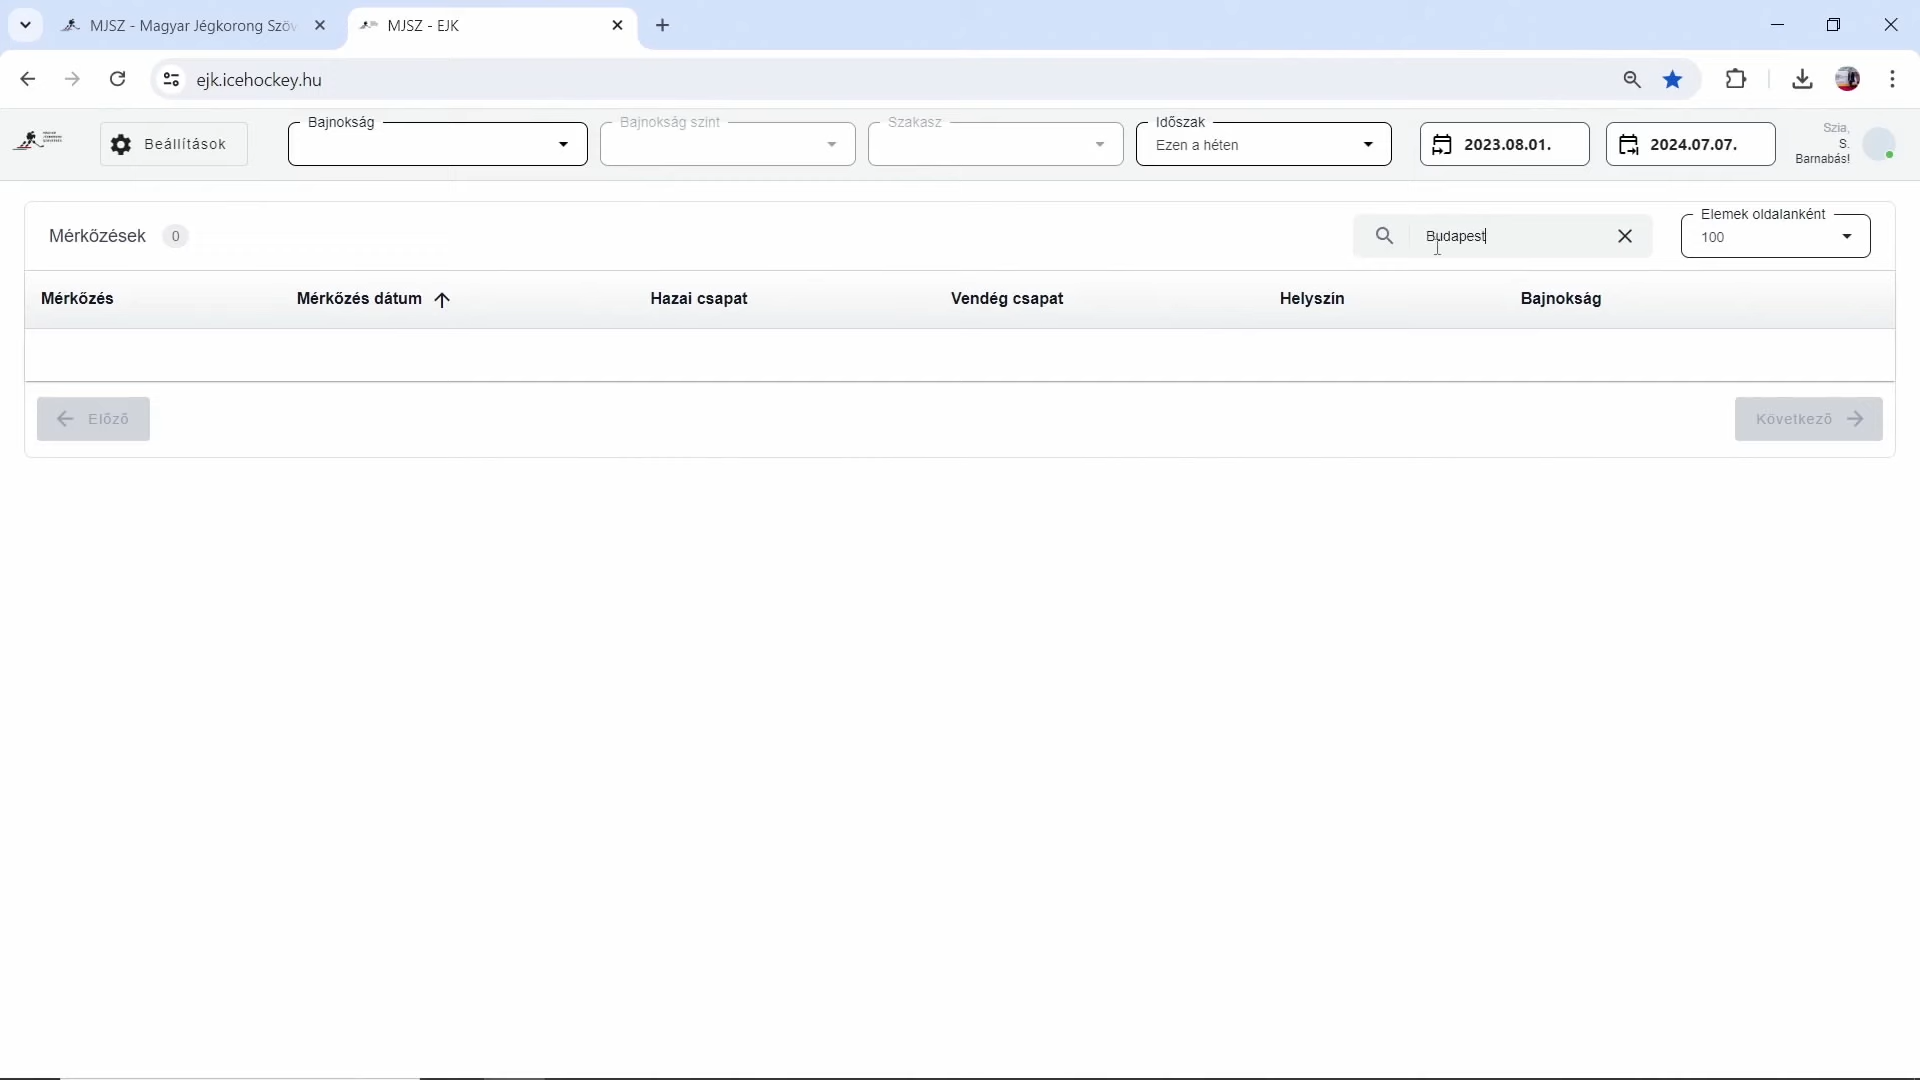 MJSZ - Magyar Jégkorong Szöv
MJSZ - EJK
ejk.icehockey.hu
Beállítások
Bajnokság
Bajnokság szint
Szakasz
Időszak
Ezen a héten
2023.08.01.
2024.07.07.
Szia,
S.
Barnabás!
Mérkőzések 0
Budapest
Elemek oldalanként
100
Mérkőzés Mérkőzés dátum Hazai csapat Vendég csapat Helyszín Bajnokság
Előző
Következő